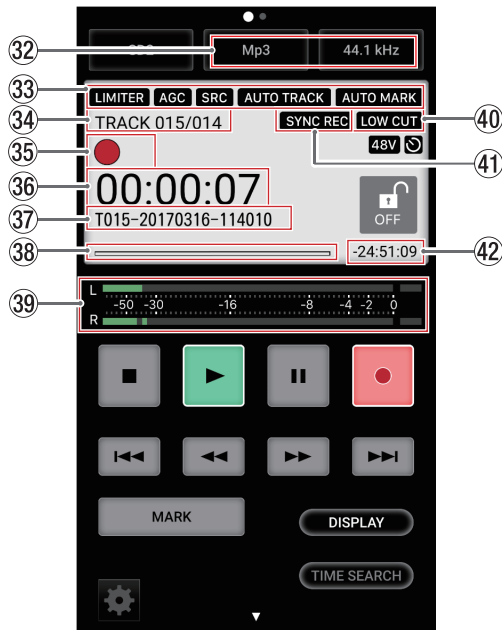 32 SD2 Mp3 44.1 kHz
33 LIMITER AGC SRC AUTO TRACK AUTO MARK
34 TRACK 015/014 SYNC REC LOW CUT 40
35 48V 41
36 00:00:07
37 T015-20170316-114010 OFF
38 -24:51:09 42
L
39 -50 -30 -16 -8 -4 -2 0
R
MARK DISPLAY
TIME SEARCH